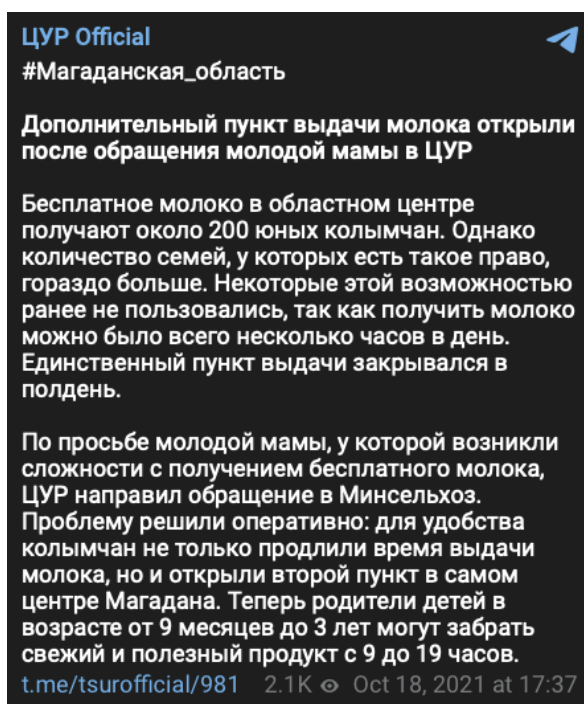 ЦУР Official
#Магаданская_область
Дополнительный пункт выдачи молока открыли
после обращения молодой мамы в ЦУР
Бесплатное молоко в областном центре
получают около 200 юных колымчан. Однако
количество семей, у которых есть такое право,
гораздо больше. Некоторые этой возможностью
ранее не пользовались, так как получить молоко
можно было всего несколько часов в день.
Единственный пункт выдачи закрывался в
полдень.
По просьбе молодой мамы, у которой возникли
сложности с получением бесплатного молока,
ЦУР направил обращение в Минсельхоз.
Проблему решили оперативно: для удобства
колымчан не только продлили время выдачи
молока, но и открыли второй пункт в самом
центре Магадана. Теперь родители детей в
возрасте от 9 месяцев до 3 лет могут забрать
свежий и полезный продукт с 9 до 19 часов.
t.me/tsurofficial/981 2.1K Oct 18, 2021 at 17:37